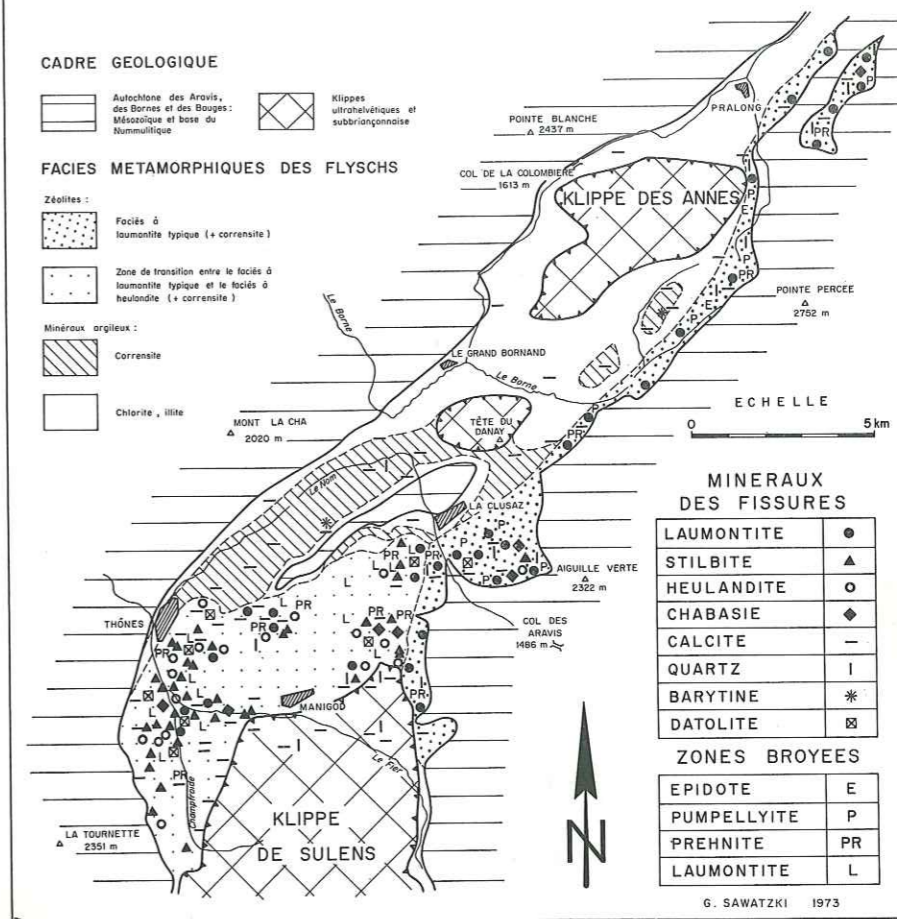 CADRE GEOLOGIQUE
Autochtone des Aravis,
des Bornes et des Bauges :
Mésozoïque et base du
Nummulitique
Klippes
ultrahelvétiques et
subbriançonnaise
FACIES METAMORPHIQUES DES FLYSCHS
Zéolites :
Faciès à
laumontite typique (+ corrensite)
Zone de transition entre le faciès à
laumontite typique et le faciès à
heulandite (+ corrensite)
Minéraux argileux :
Corrensite
Chlorite, illite
PRALONG
POINTE BLANCHE
2437 m
COL DE LA COLOMBIERE
1613 m
KLIPPE DES ANNES
POINTE PERCÉE
2752 m
Le Borne
LE GRAND BORNAND
Le Borne
MONT LA CHA
2020 m
TÊTE DU
DANAY
ECHELLE
0 5 km
Le Nom
LA CLUSAZ
AIGUILLE VERTE
2322 m
COL DES
ARAVIS
1486 m
THÔNES
MANIGOD
Le Fier
Champfroide
KLIPPE
DE SULENS
LA TOURNETTE
2351 m
N
MINERAUX
DES FISSURES
LAUMONTITE
STILBITE
HEULANDITE
CHABASIE
CALCITE
QUARTZ
BARYTINE
DATOLITE
ZONES BROYEES
EPIDOTE E
PUMPELLYITE P
PREHNITE PR
LAUMONTITE L
G. SAWATZKI 1973